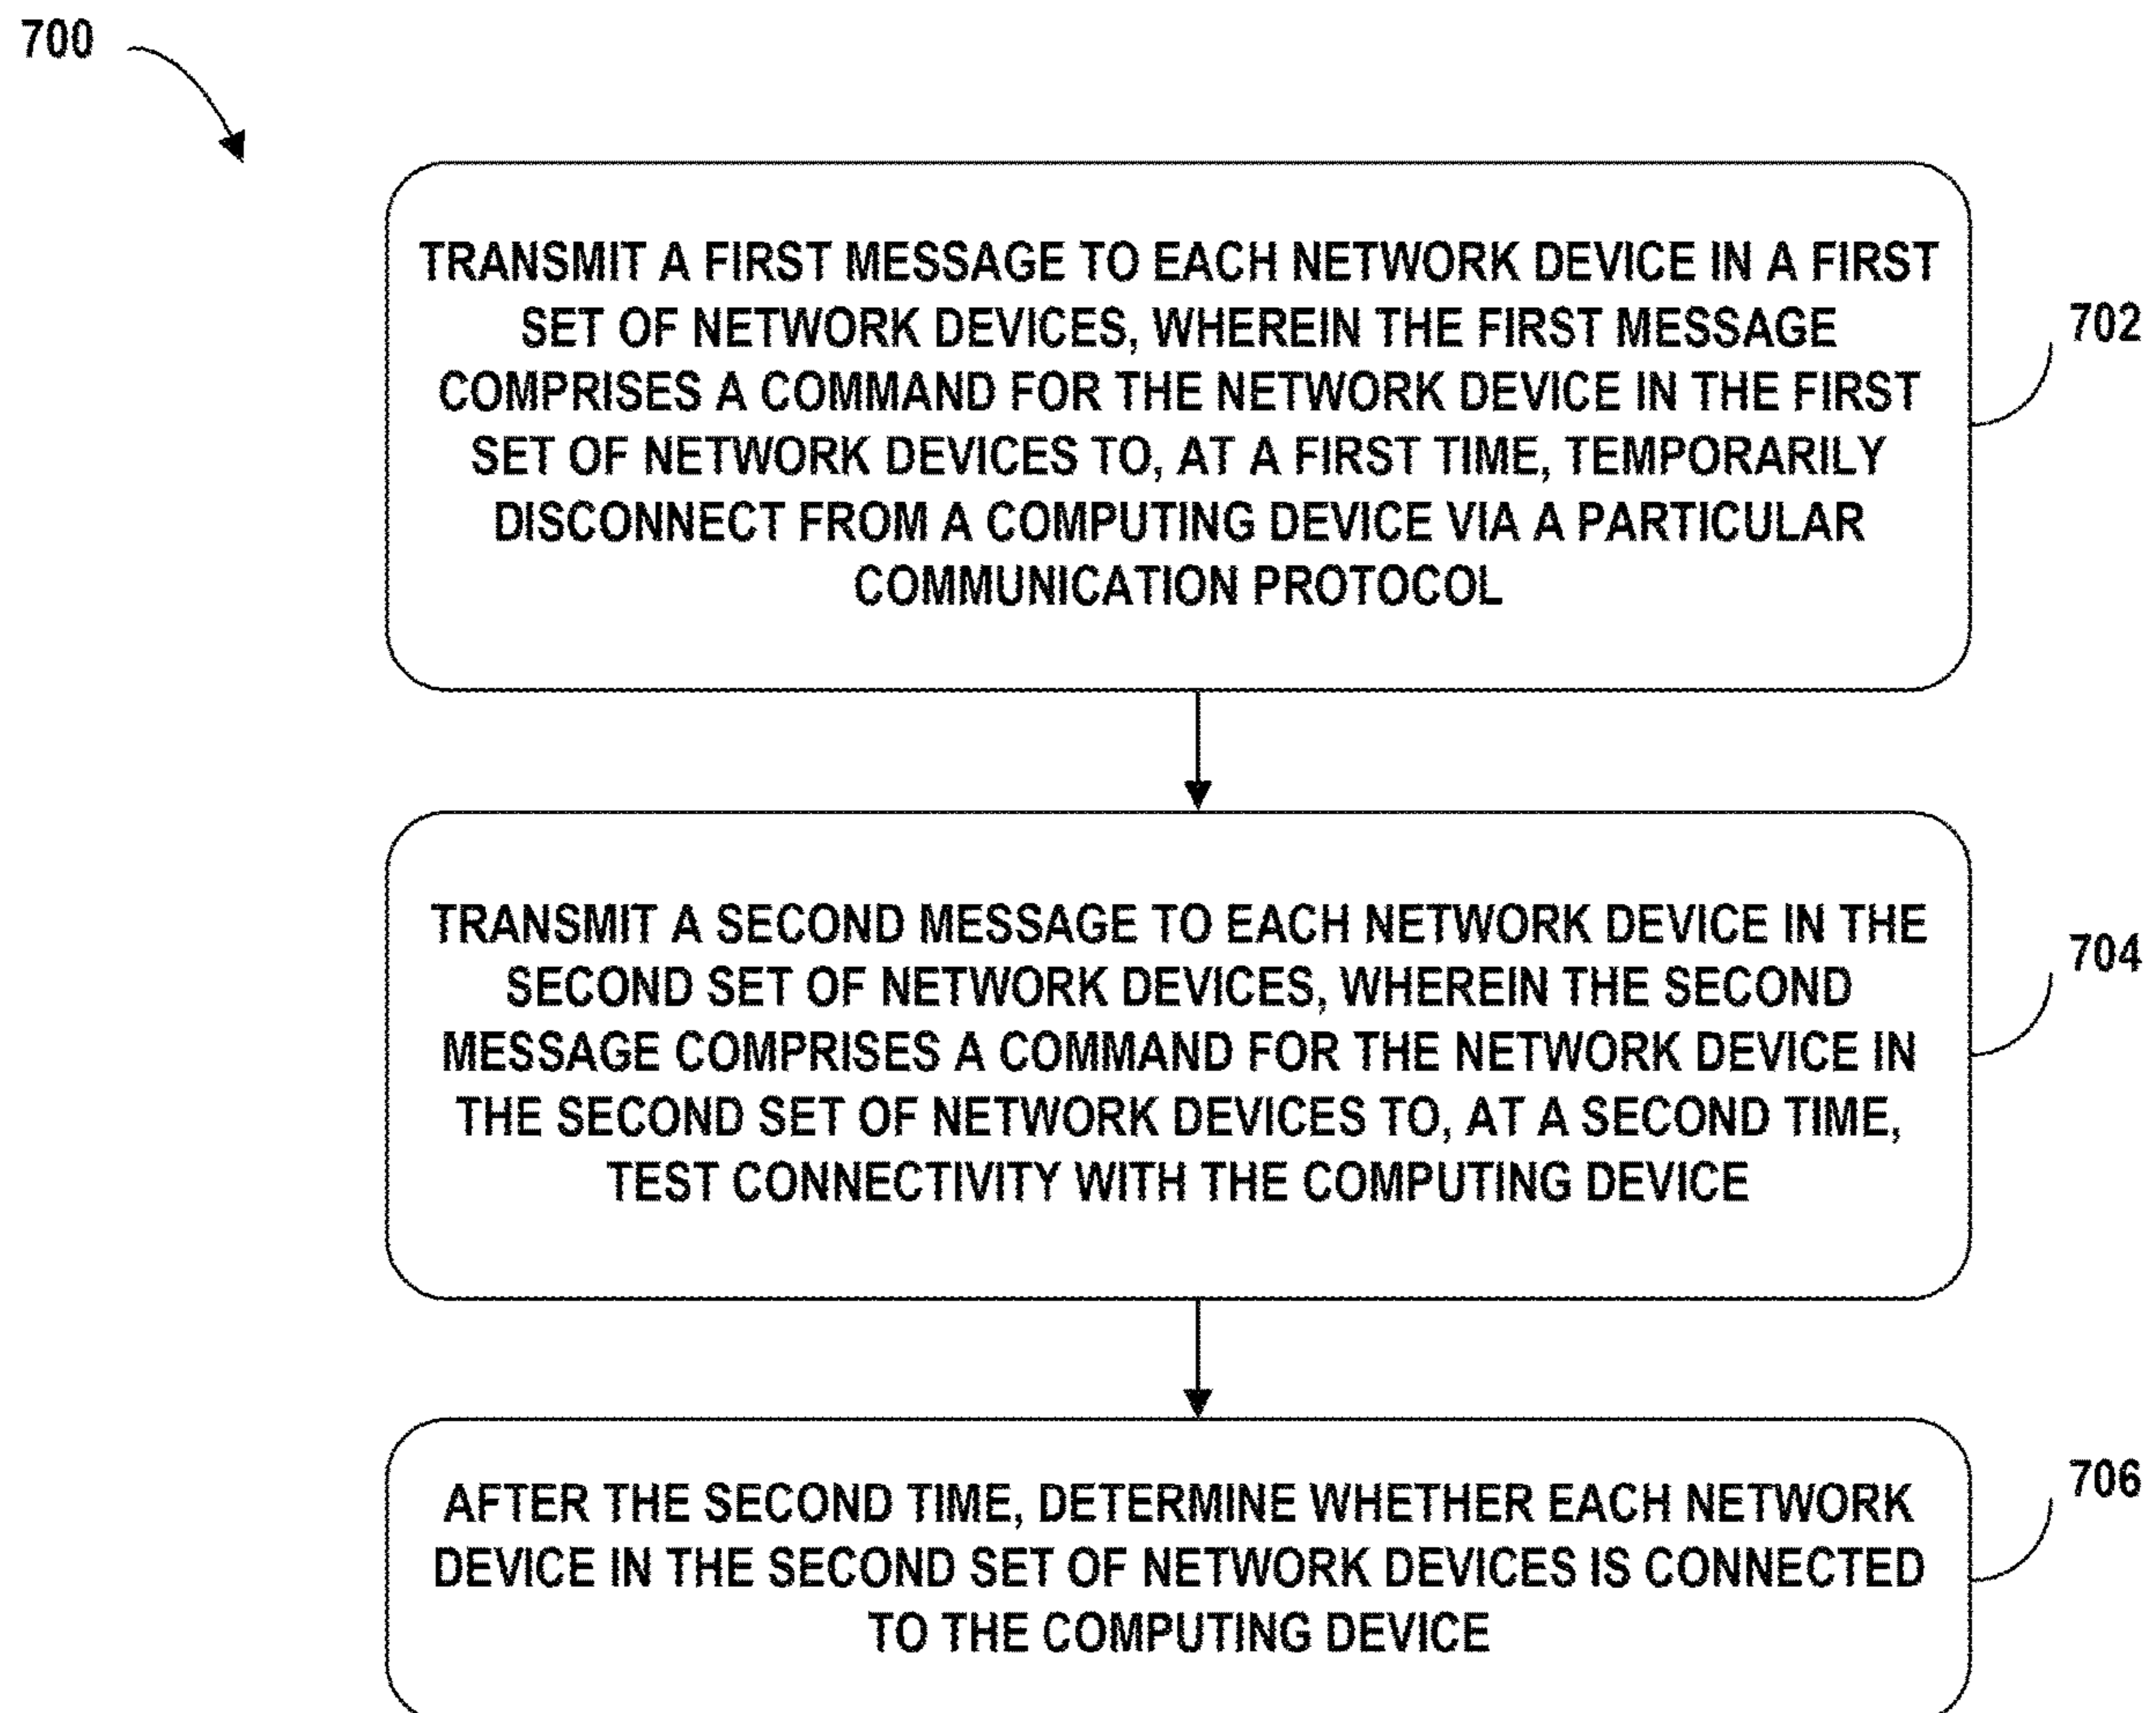 700
TRANSMIT A FIRST MESSAGE TO EACH NETWORK DEVICE IN A FIRST
SET OF NETWORK DEVICES, WHEREIN THE FIRST MESSAGE
COMPRISES A COMMAND FOR THE NETWORK DEVICE IN THE FIRST
SET OF NETWORK DEVICES TO, AT A FIRST TIME, TEMPORARILY
DISCONNECT FROM A COMPUTING DEVICE VIA A PARTICULAR
COMMUNICATION PROTOCOL
702
TRANSMIT A SECOND MESSAGE TO EACH NETWORK DEVICE IN THE
SECOND SET OF NETWORK DEVICES, WHEREIN THE SECOND
MESSAGE COMPRISES A COMMAND FOR THE NETWORK DEVICE IN
THE SECOND SET OF NETWORK DEVICES TO, AT A SECOND TIME,
TEST CONNECTIVITY WITH THE COMPUTING DEVICE
704
AFTER THE SECOND TIME, DETERMINE WHETHER EACH NETWORK
DEVICE IN THE SECOND SET OF NETWORK DEVICES IS CONNECTED
TO THE COMPUTING DEVICE
706